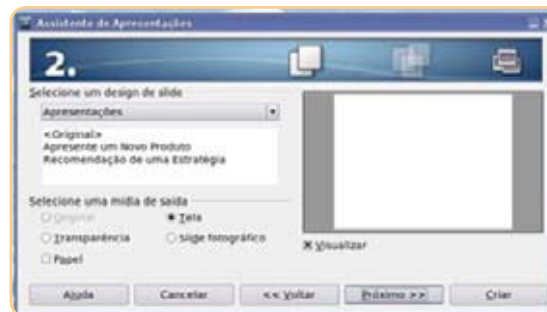 Assistente de Apresentações
2.
Selecione um design de slide
Apresentações
<Original>
Apresente um Novo Produto
Recomendação de uma Estratégia
Selecione uma mídia de saída
Original
Tela
Transparência
Slide fotográfico
Papel
Visualizar
Ajuda
Cancelar
<< Voltar
Próximo >>
Criar